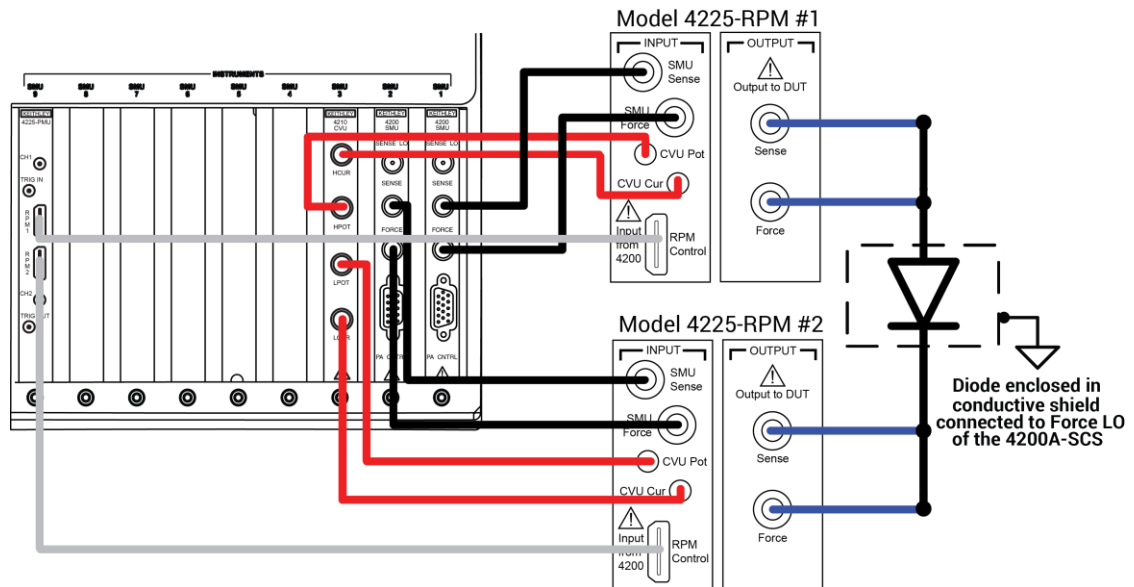 Model 4225-RPM #1
INPUT
SMU
Sense
SMU
Force
CVU Pot
CVU Cur
Input
from
4200
RPM
Control
OUTPUT
Output to DUT
Sense
Force
INSTRUMENTS
SMU
9
SMU
8
SMU
7
SMU
6
SMU
5
SMU
4
SMU
3
SMU
2
SMU
1
KEITHLEY
4225-PMU
CH1
TRIG IN
RPM1
RPM2
CH2
KEITHLEY
4210
CVU
HCUR
HPOT
LPOT
KEITHLEY
4200
SMU
SENSE LO
SENSE
FORCE
PA CNTRL
KEITHLEY
4200
SMU
SENSE LO
SENSE
FORCE
PA CNTRL
Model 4225-RPM #2
INPUT
SMU
Sense
SMU
Force
CVU Pot
CVU Cur
Input
from
4200
RPM
Control
OUTPUT
Output to DUT
Sense
Force
Diode enclosed in
conductive shield
connected to Force LO
of the 4200A-SCS